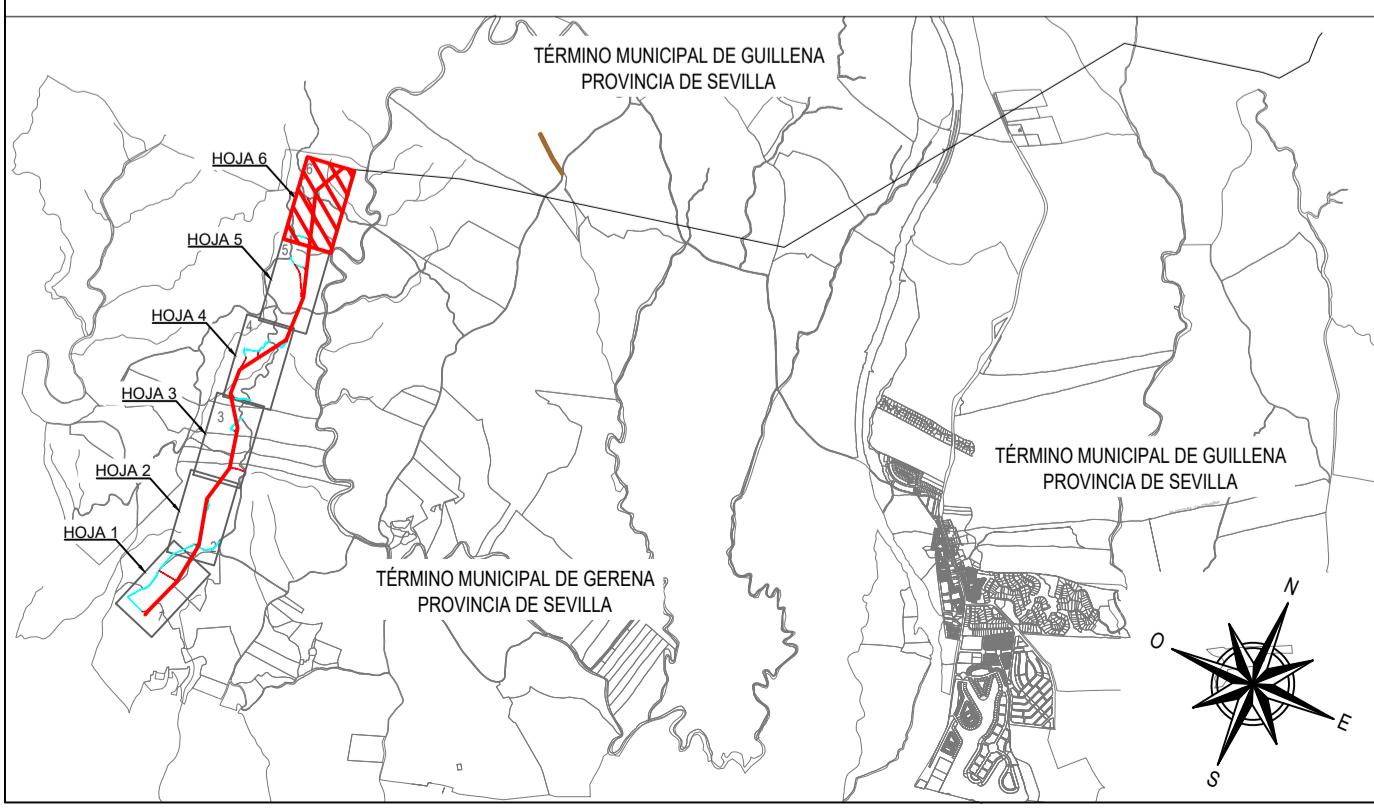 TÉRMINO MUNICIPAL DE GUILLENA
PROVINCIA DE SEVILLA
HOJA 6
6
HOJA 5
5
HOJA 4
4
HOJA 3
3
HOJA 2
2
HOJA 1
1
TÉRMINO MUNICIPAL DE GUILLENA
PROVINCIA DE SEVILLA
TÉRMINO MUNICIPAL DE GERENA
PROVINCIA DE SEVILLA
N
O
E
S